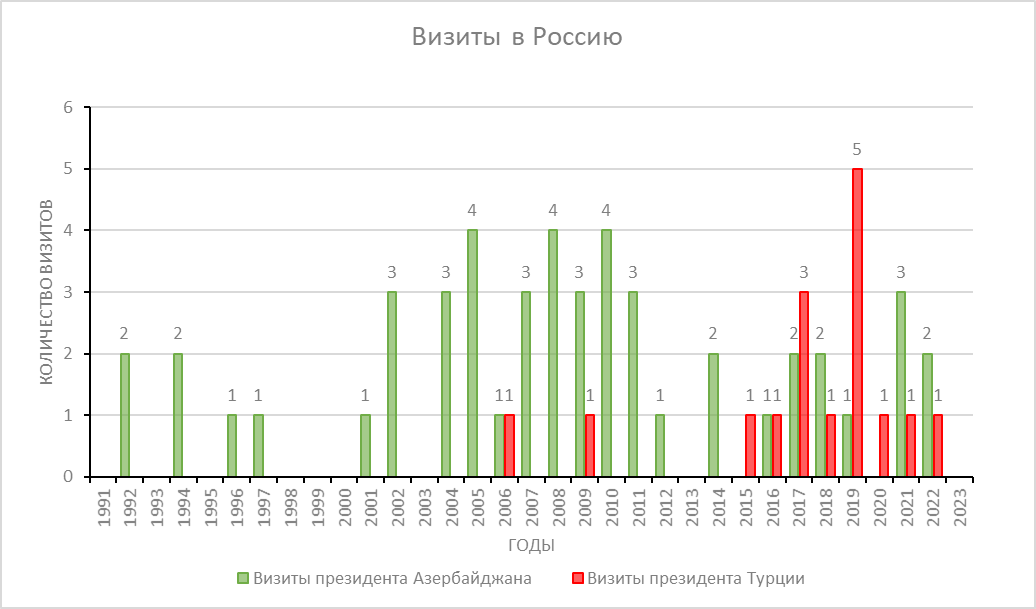 Визиты в Россию
КОЛИЧЕСТВО ВИЗИТОВ
6
5
4
3
2
1
0
2 2 1 1 1 3 3 4 1 1 3 4 3 1 4 3 1 2 1 1 1 2 3 2 1 1 5 1 3 1 2 1
1991 1992 1993 1994 1995 1996 1997 1998 1999 2000 2001 2002 2003 2004 2005 2006 2007 2008 2009 2010 2011 2012 2013 2014 2015 2016 2017 2018 2019 2020 2021 2022 2023
ГОДЫ
Визиты президента Азербайджана Визиты президента Турции